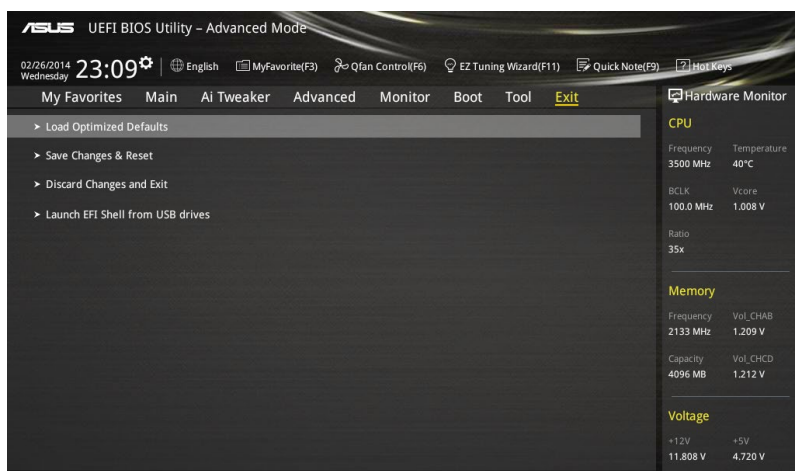 ASUS UEFI BIOS Utility – Advanced Mode
02/26/2014
Wednesday
23:09
English
MyFavorite(F3)
Qfan Control(F6)
EZ Tuning Wizard(F11)
Quick Note(F9)
? Hot Keys
My Favorites Main Ai Tweaker Advanced Monitor Boot Tool Exit
➤ Load Optimized Defaults
➤ Save Changes & Reset
➤ Discard Changes and Exit
➤ Launch EFI Shell from USB drives
Hardware Monitor
CPU
Frequency Temperature
3500 MHz 40°C
BCLK Vcore
100.0 MHz 1.008 V
Ratio
35x
Memory
Frequency Vol_CHAB
2133 MHz 1.209 V
Capacity Vol_CHCD
4096 MB 1.212 V
Voltage
+12V +5V
11.808 V 4.720 V